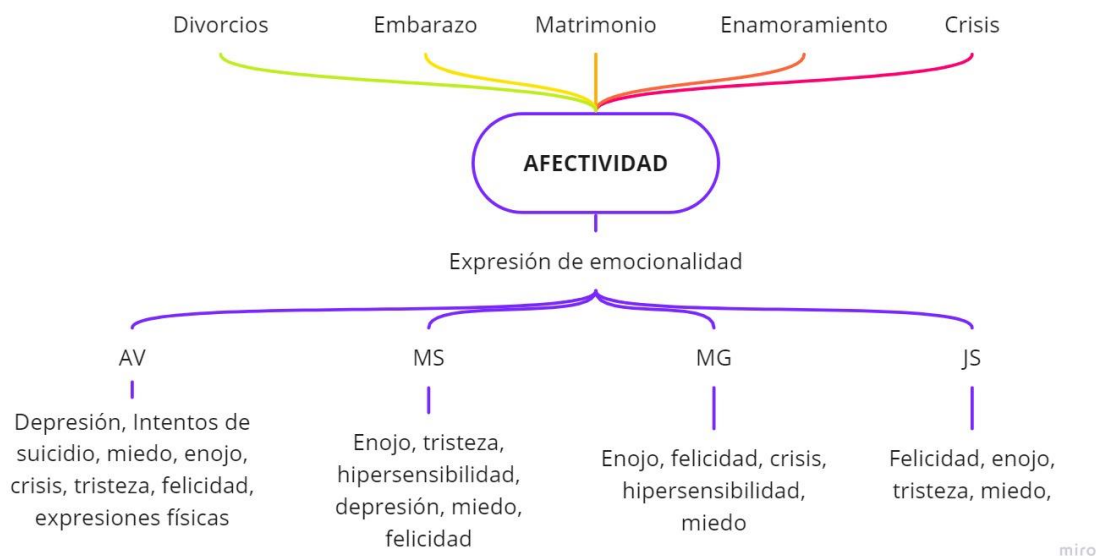 Divorcios
Embarazo
Matrimonio
Enamoramiento
Crisis
AFECTIVIDAD
Expresión de emocionalidad
AV
MS
MG
JS
Depresión, Intentos de
suicidio, miedo, enojo,
crisis, tristeza, felicidad,
expresiones físicas
Enojo, tristeza,
hipersensibilidad,
depresión, miedo,
felicidad
Enojo, felicidad, crisis,
hipersensibilidad,
miedo
Felicidad, enojo,
tristeza, miedo,
miro